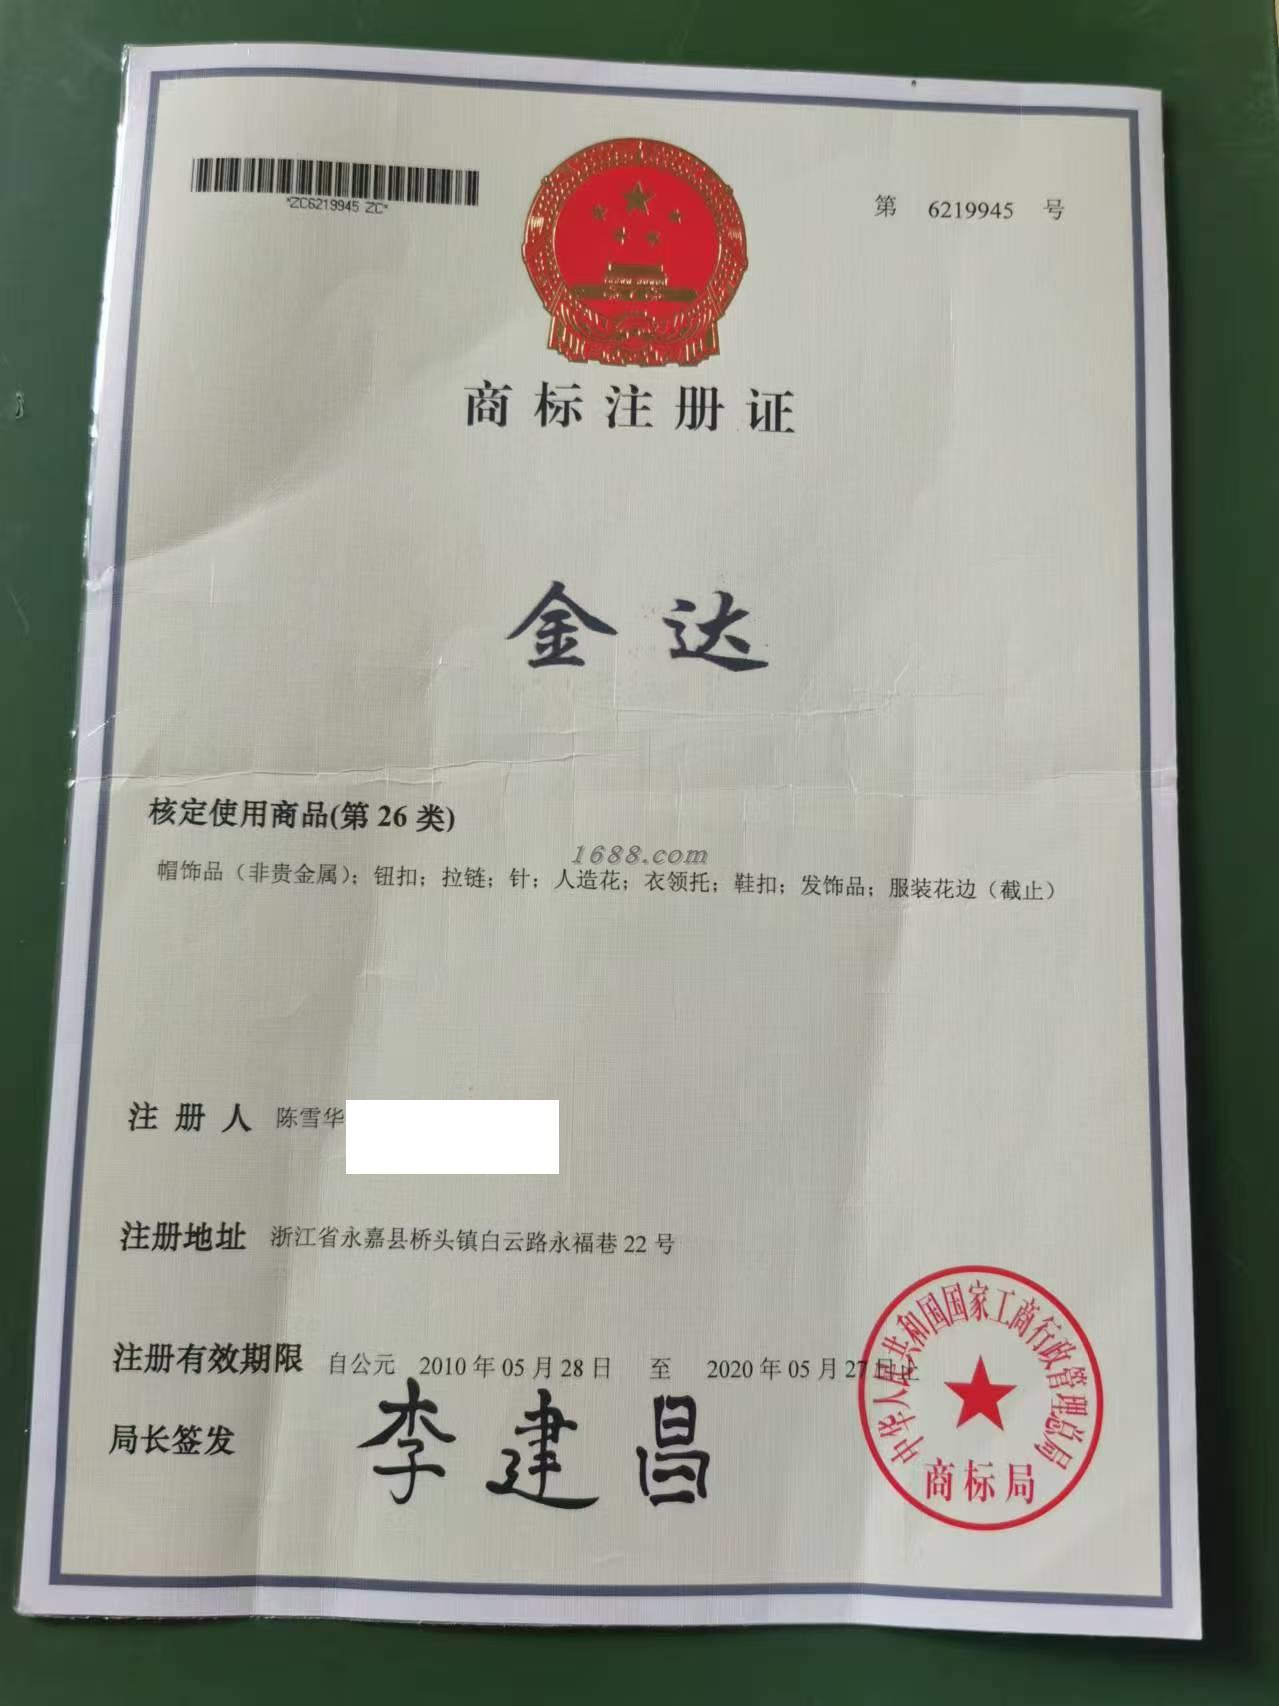 *ZC6219945 ZC*
第 6219945 号
商标注册证
金达
核定使用商品(第 26 类)
1688.com
帽饰品（非贵金属）；钮扣；拉链；针；人造花；衣领托；鞋扣；发饰品；服装花边（截止）
注册人 陈雪华
注册地址 浙江省永嘉县桥头镇白云路永福巷 22 号
注册有效期限 自公元 2010 年 05 月 28 日 至 2020 年 05 月 27 日止
局长签发 李建昌
中华人民共和国国家工商行政管理总局
商标局